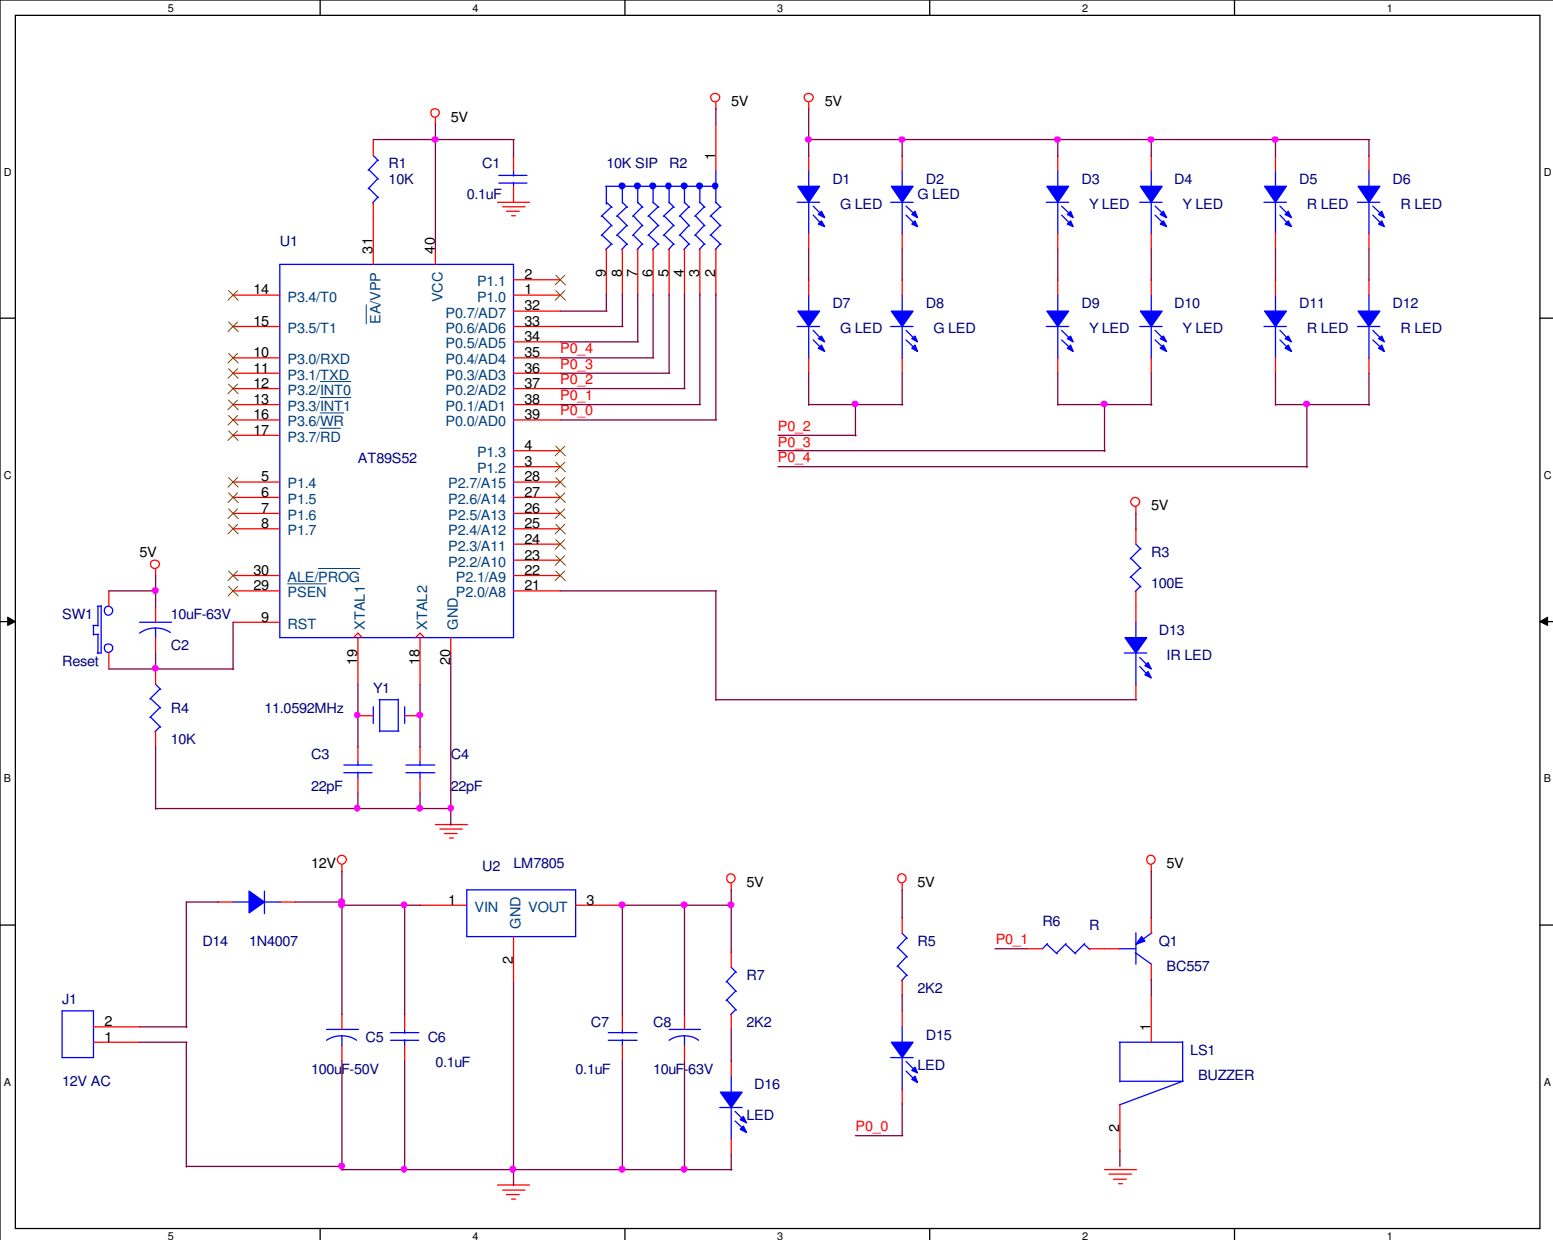 5 4 3 2 1
D
D
5V
R1
10K
C1
0.1uF
10K SIP R2
5V
1
9 8 7 6 5 4 3 2
5V
D1
G LED
D2
G LED
D3
Y LED
D4
Y LED
D5
R LED
D6
R LED
D7
G LED
D8
G LED
D9
Y LED
D10
Y LED
D11
R LED
D12
R LED
P0_2
P0_3
P0_4
U1
31
40
EA/VPP
VCC
14 P3.4/T0
15 P3.5/T1
10 P3.0/RXD
11 P3.1/TXD
12 P3.2/INT0
13 P3.3/INT1
16 P3.6/WR
17 P3.7/RD
5 P1.4
6 P1.5
7 P1.6
8 P1.7
30 ALE/PROG
29 PSEN
9 RST
AT89S52
P1.1 2
P1.0 1
P0.7/AD7 32
P0.6/AD6 33
P0.5/AD5 34
P0.4/AD4 35 P0_4
P0.3/AD3 36 P0_3
P0.2/AD2 37 P0_2
P0.1/AD1 38 P0_1
P0.0/AD0 39 P0_0
P1.3 4
P1.2 3
P2.7/A15 28
P2.6/A14 27
P2.5/A13 26
P2.4/A12 25
P2.3/A11 24
P2.2/A10 23
P2.1/A9 22
P2.0/A8 21
XTAL1
XTAL2
GND
19
18
20
C
C
5V
SW1
Reset
10uF-63V
C2
R4
10K
Y1
11.0592MHz
C3
22pF
C4
22pF
5V
R3
100E
D13
IR LED
B
B
12V
D14 1N4007
J1
2
1
12V AC
U2 LM7805
1 VIN
GND
VOUT 3
2
C5
100uF-50V
C6
0.1uF
C7
0.1uF
C8
10uF-63V
5V
R7
2K2
D16
LED
5V
R5
2K2
D15
LED
P0_0
5V
P0_1
R6 R
Q1
BC557
1
LS1
BUZZER
2
A
A
5 4 3 2 1